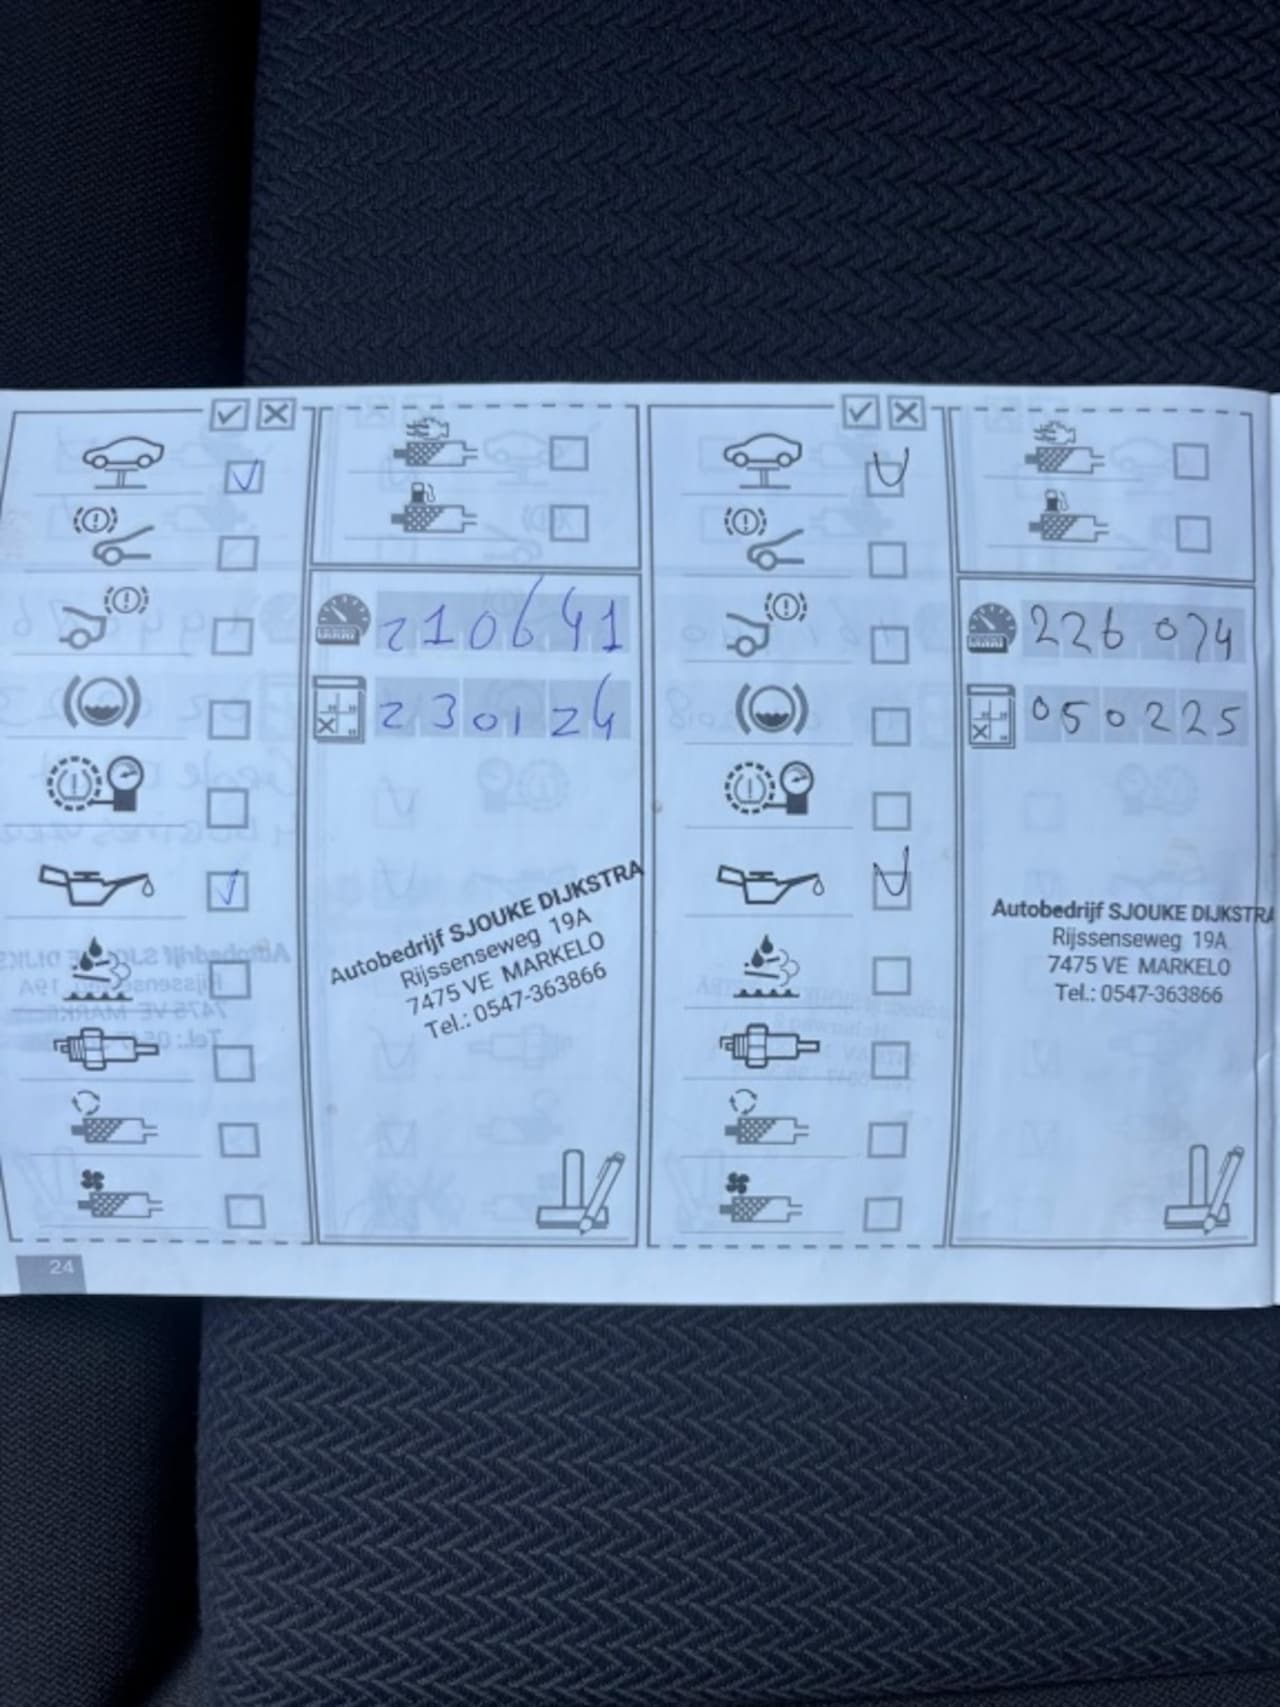 210641
230124
Autobedrijf SJOUKE DIJKSTRA
Rijssenseweg 19A
7475 VE MARKELO
Tel.: 0547-363866
226074
050225
Autobedrijf SJOUKE DIJKSTRA
Rijssenseweg 19A
7475 VE MARKELO
Tel.: 0547-363866
24